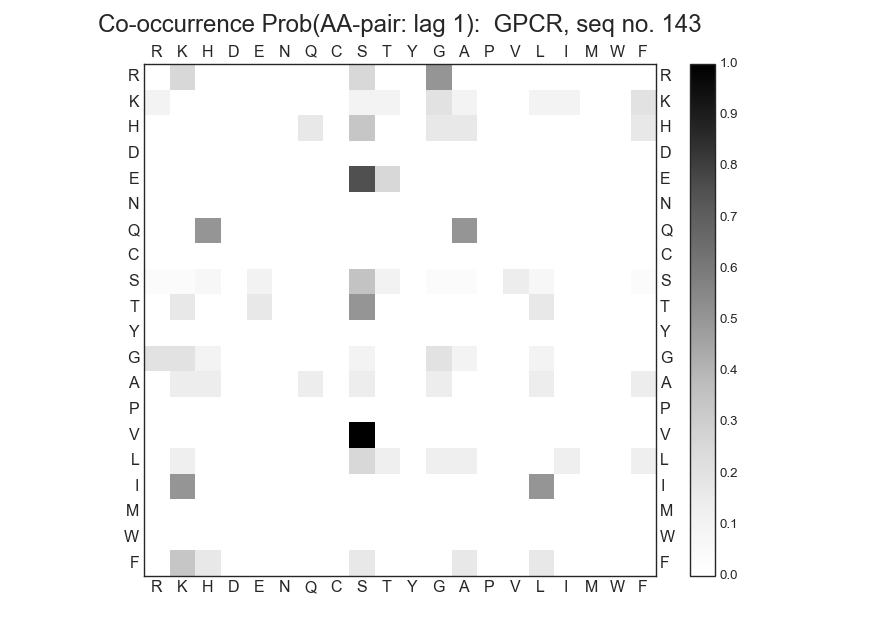 Co-occurrence Prob(AA-pair: lag 1):  GPCR, seq no. 143
R K H D E N Q C S T Y G A P V L I M W F
R R 1.0
K K 0.9
H H
D D 0.8
E E
N N 0.7
Q Q 0.6
C C
S S 0.5
T T
Y Y 0.4
G G
A A 0.3
P P
V V 0.2
L L
I I 0.1
M M
W W
F F 0.0
R K H D E N Q C S T Y G A P V L I M W F